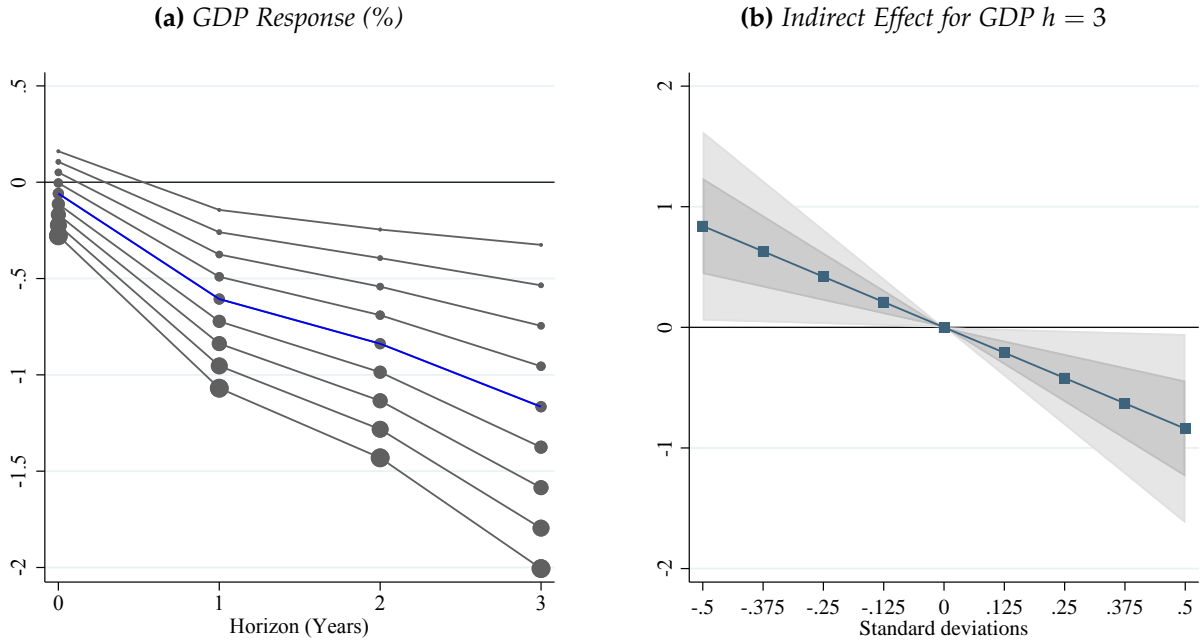 (a) GDP Response (%)
.5
0
-.5
-1
-1.5
-2
0 1 2 3
Horizon (Years)
(b) Indirect Effect for GDP h = 3
2
1
0
-1
-2
-.5 -.375 -.25 -.125 0 .125 .25 .375 .5
Standard deviations